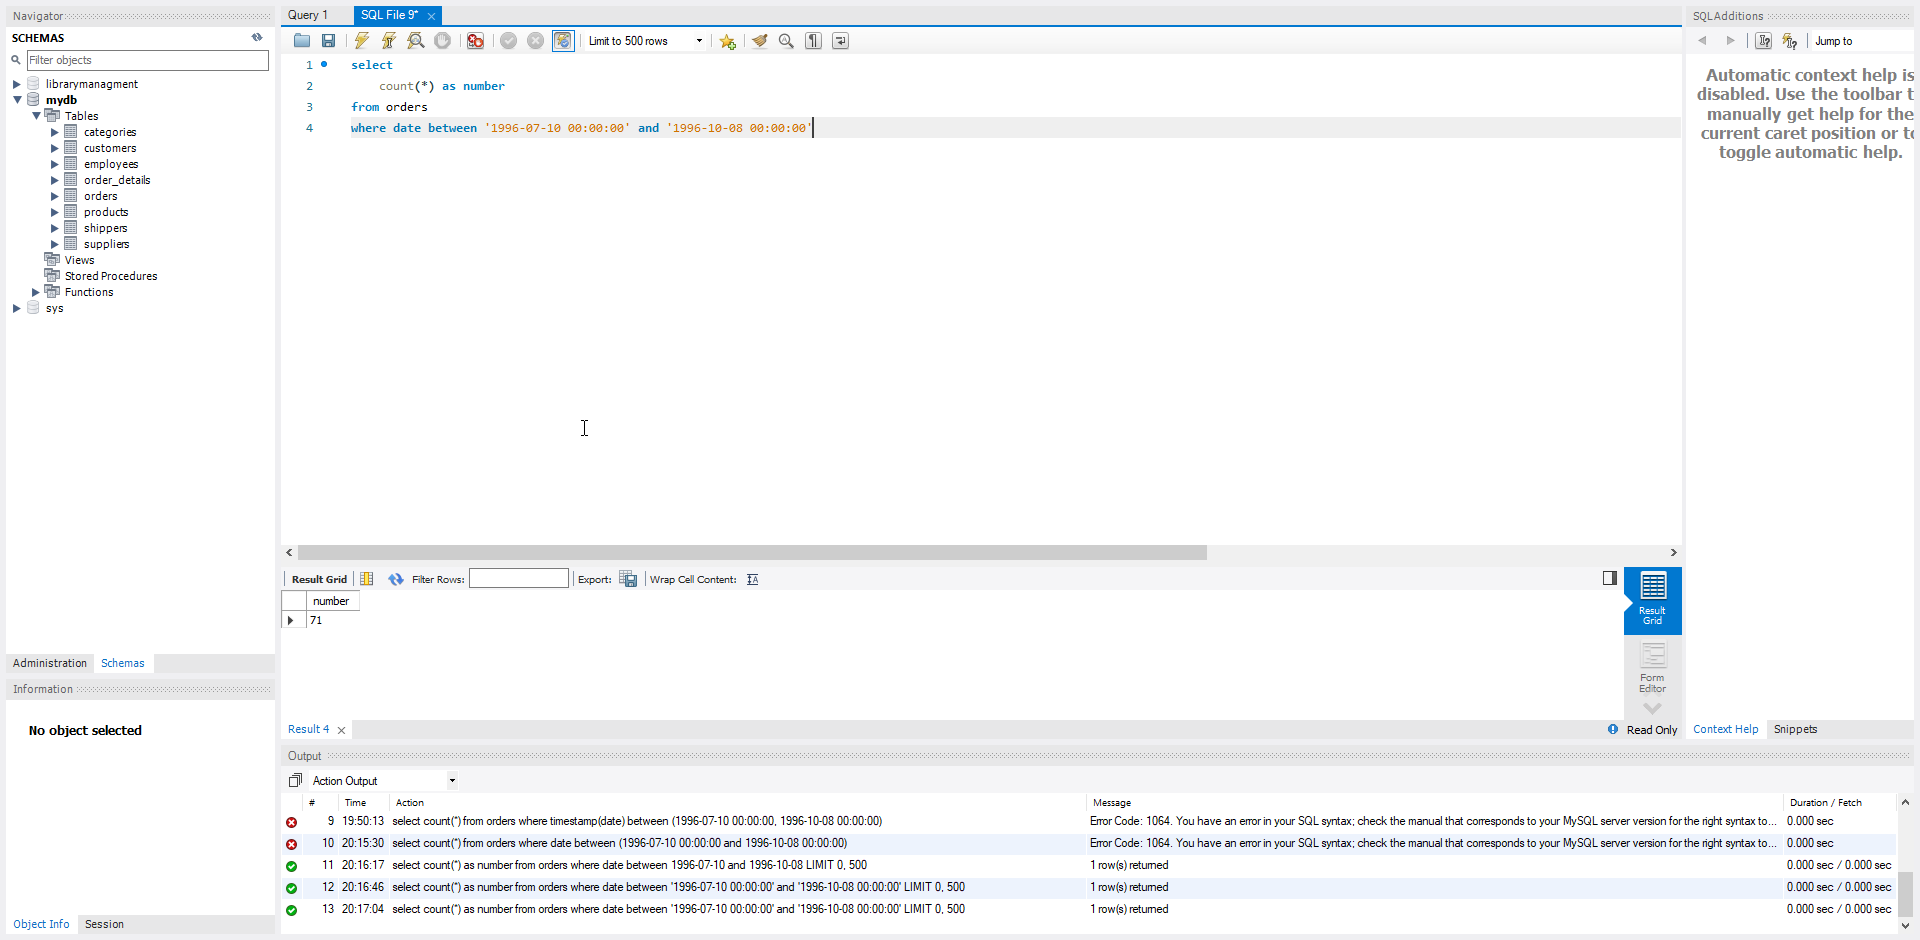 Navigator
SCHEMAS
Filter objects
librarymanagment
mydb
Tables
categories
customers
employees
order_details
orders
products
shippers
suppliers
Views
Stored Procedures
Functions
sys
Administration
Schemas
Information
No object selected
Object Info
Session
Query 1
SQL File 9*
Limit to 500 rows
1 select
2 count(*) as number
3 from orders
4 where date between '1996-07-10 00:00:00' and '1996-10-08 00:00:00'
Result Grid
Filter Rows:
Export:
Wrap Cell Content:
number
71
Result Grid
Form Editor
Result 4
Read Only
SQLAdditions
Jump to
Automatic context help is
disabled. Use the toolbar t
manually get help for the
current caret position or to
toggle automatic help.
Context Help
Snippets
Output
Action Output
# Time Action Message Duration / Fetch
9 19:50:13 select count(*) from orders where timestamp(date) between (1996-07-10 00:00:00, 1996-10-08 00:00:00) Error Code: 1064. You have an error in your SQL syntax; check the manual that corresponds to your MySQL server version for the right syntax to... 0.000 sec
10 20:15:30 select count(*) from orders where date between (1996-07-10 00:00:00 and 1996-10-08 00:00:00) Error Code: 1064. You have an error in your SQL syntax; check the manual that corresponds to your MySQL server version for the right syntax to... 0.000 sec
11 20:16:17 select count(*) as number from orders where date between 1996-07-10 and 1996-10-08 LIMIT 0, 500 1 row(s) returned 0.000 sec / 0.000 sec
12 20:16:46 select count(*) as number from orders where date between '1996-07-10 00:00:00' and '1996-10-08 00:00:00' LIMIT 0, 500 1 row(s) returned 0.000 sec / 0.000 sec
13 20:17:04 select count(*) as number from orders where date between '1996-07-10 00:00:00' and '1996-10-08 00:00:00' LIMIT 0, 500 1 row(s) returned 0.000 sec / 0.000 sec